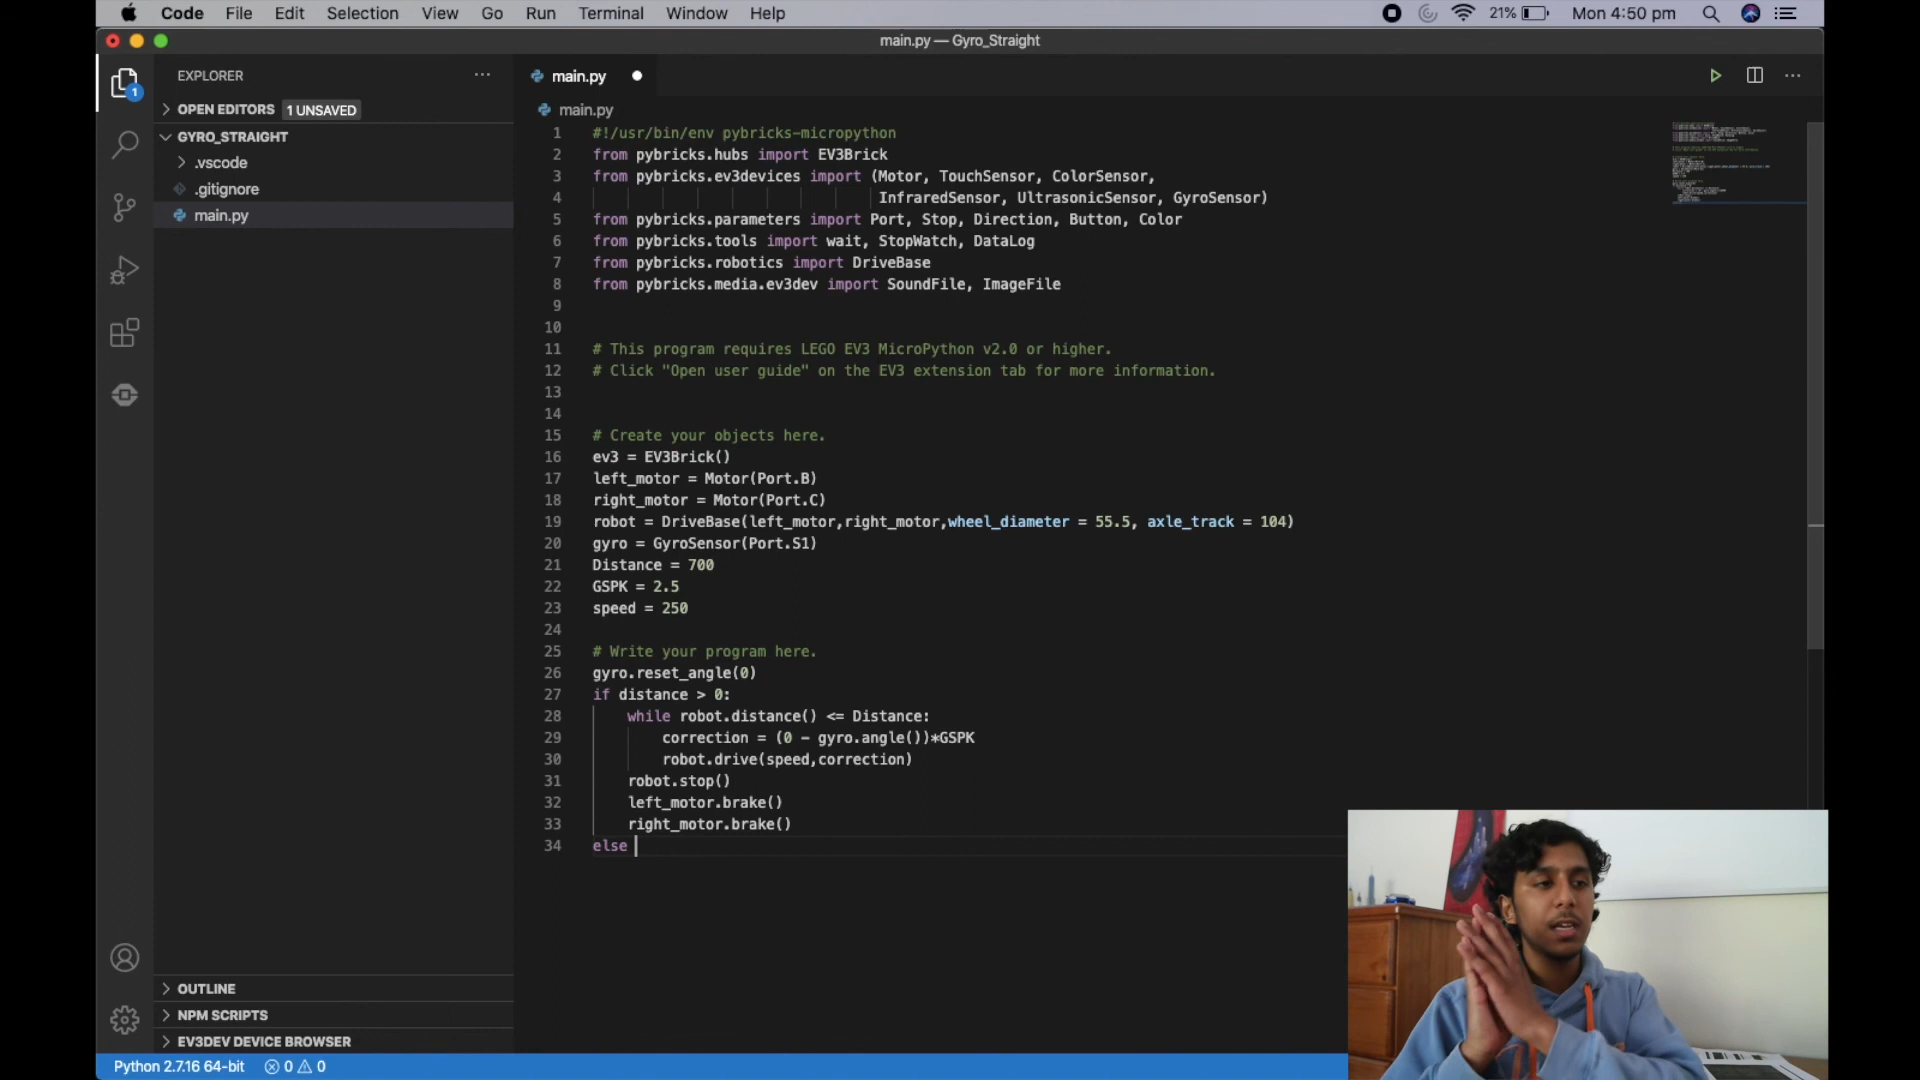 Code File Edit Selection View Go Run Terminal Window Help 21% Mon 4:50 pm
main.py — Gyro_Straight
EXPLORER
1
OPEN EDITORS 1 UNSAVED
GYRO_STRAIGHT
.vscode
.gitignore
main.py
OUTLINE
NPM SCRIPTS
EV3DEV DEVICE BROWSER
main.py
main.py
1 #!/usr/bin/env pybricks-micropython
2 from pybricks.hubs import EV3Brick
3 from pybricks.ev3devices import (Motor, TouchSensor, ColorSensor,
4 InfraredSensor, UltrasonicSensor, GyroSensor)
5 from pybricks.parameters import Port, Stop, Direction, Button, Color
6 from pybricks.tools import wait, StopWatch, DataLog
7 from pybricks.robotics import DriveBase
8 from pybricks.media.ev3dev import SoundFile, ImageFile
9
10
11 # This program requires LEGO EV3 MicroPython v2.0 or higher.
12 # Click "Open user guide" on the EV3 extension tab for more information.
13
14
15 # Create your objects here.
16 ev3 = EV3Brick()
17 left_motor = Motor(Port.B)
18 right_motor = Motor(Port.C)
19 robot = DriveBase(left_motor,right_motor,wheel_diameter = 55.5, axle_track = 104)
20 gyro = GyroSensor(Port.S1)
21 Distance = 700
22 GSPK = 2.5
23 speed = 250
24
25 # Write your program here.
26 gyro.reset_angle(0)
27 if distance > 0:
28 while robot.distance() <= Distance:
29 correction = (0 - gyro.angle())*GSPK
30 robot.drive(speed,correction)
31 robot.stop()
32 left_motor.brake()
33 right_motor.brake()
34 else
Python 2.7.16 64-bit 0 0